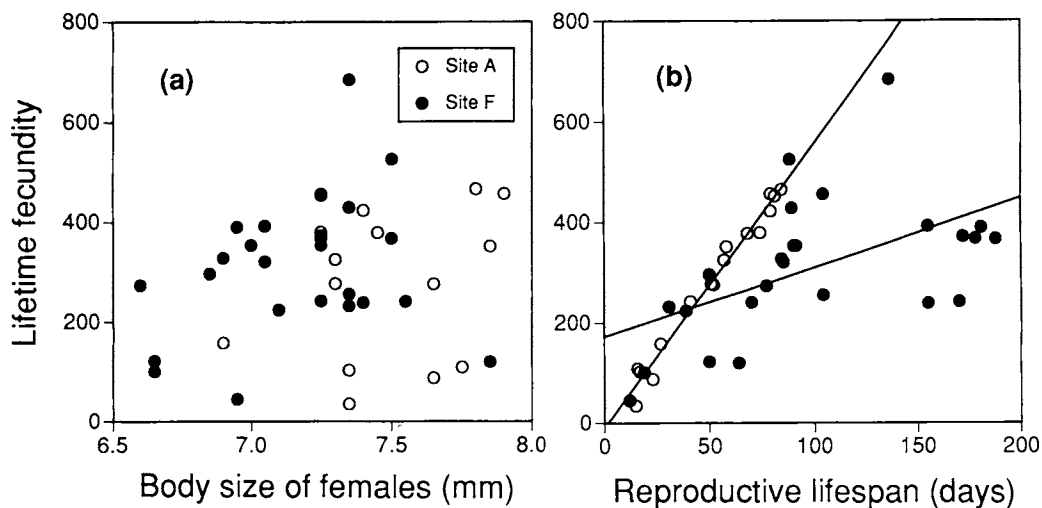 Lifetime fecundity
800
600
400
200
0
(a)
Site A
Site F
6.5 7.0 7.5 8.0
Body size of females (mm)
800
600
400
200
0
(b)
0 50 100 150 200
Reproductive lifespan (days)